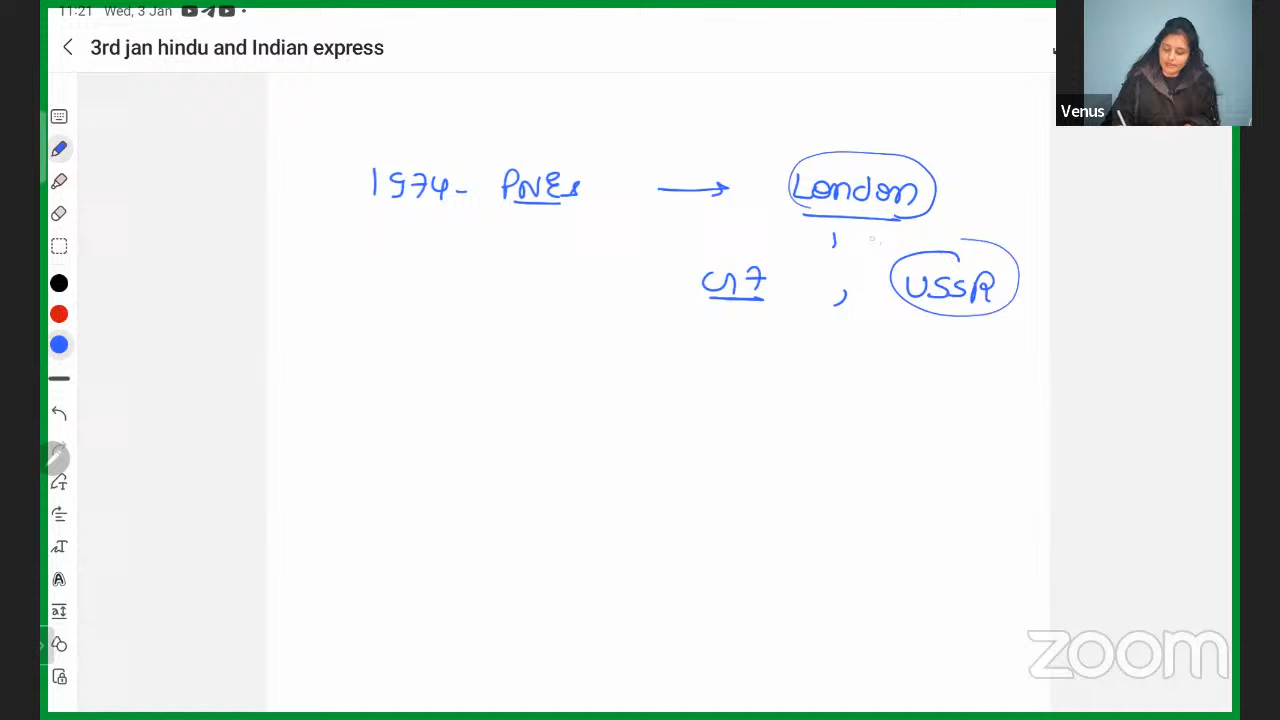 11:21 Wed, 3 Jan
3rd jan hindu and Indian express
Venus
1974- PNEs → London
G7 , USSR
zoom